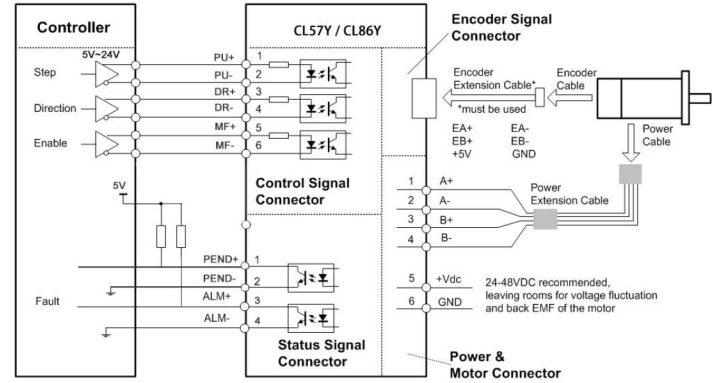 Controller
CL57Y / CL86Y
Encoder Signal
Connector
5V~24V
Step
Direction
Enable
PU+ 1
PU- 2
DR+ 3
DR- 4
MF+ 5
MF- 6
Encoder
Extension Cable*
*must be used
Encoder
Cable
EA+ EA-
EB+ EB-
+5V GND
Power
Cable
Control Signal
Connector
1 A+
2 A-
3 B+
4 B-
Power
Extension Cable
5V
PEND+ 1
PEND- 2
ALM+ 3
ALM- 4
Fault
5 +Vdc
6 GND
24-48VDC recommended,
leaving rooms for voltage fluctuation
and back EMF of the motor
Status Signal
Connector
Power &
Motor Connector